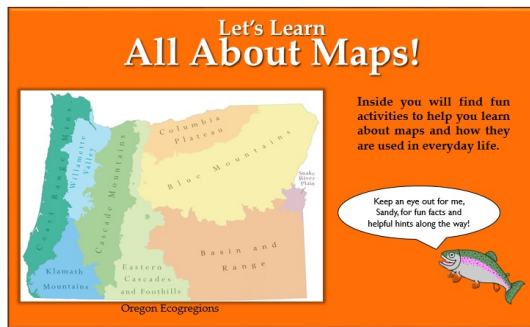 Let's Learn
All About Maps!
Inside you will find fun
activities to help you learn
about maps and how they
are used in everyday life.
Columbia
Plateau
Blue Mountains
Snake
River
Plain
Coast Range Mtns
Willamette
Valley
Cascade Mountains
Klamath
Mountains
Eastern
Cascades
and Foothills
Basin and
Range
Oregon Ecogregions
Keep an eye out for me,
Sandy, for fun facts and
helpful hints along the way!